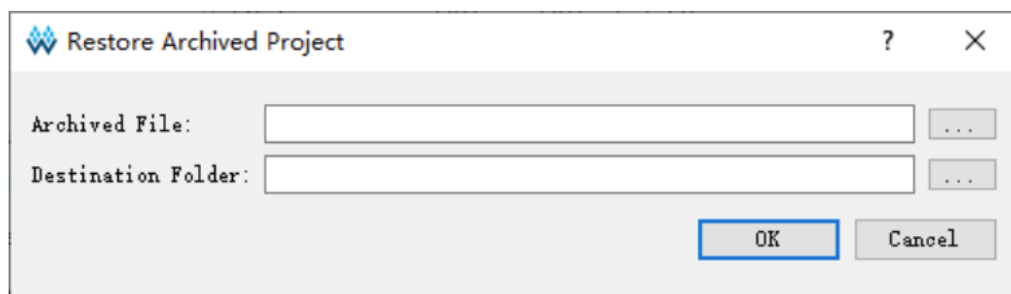 Restore Archived Project ?
Archived File: ...
Destination Folder: ...
OK Cancel